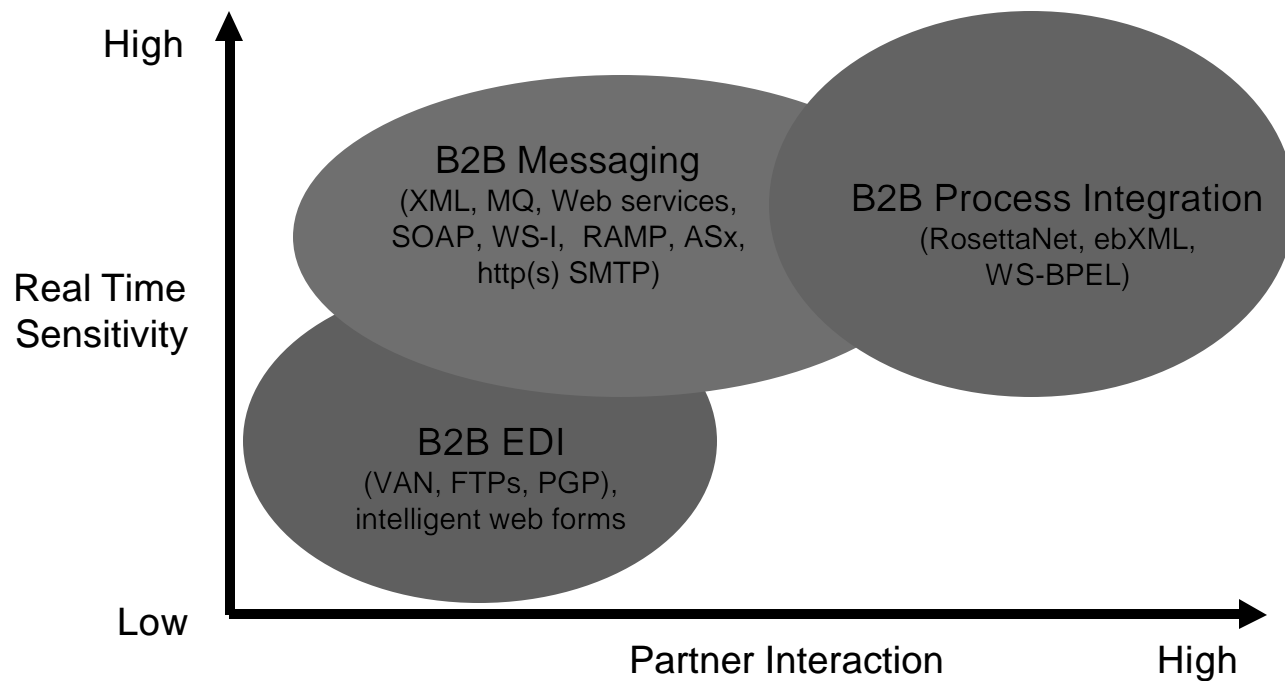 High
B2B Messaging
(XML, MQ, Web services,
SOAP, WS-I, RAMP, ASx,
http(s) SMTP)
B2B Process Integration
(RosettaNet, ebXML,
WS-BPEL)
Real Time
Sensitivity
B2B EDI
(VAN, FTPs, PGP),
intelligent web forms
Low
Partner Interaction
High